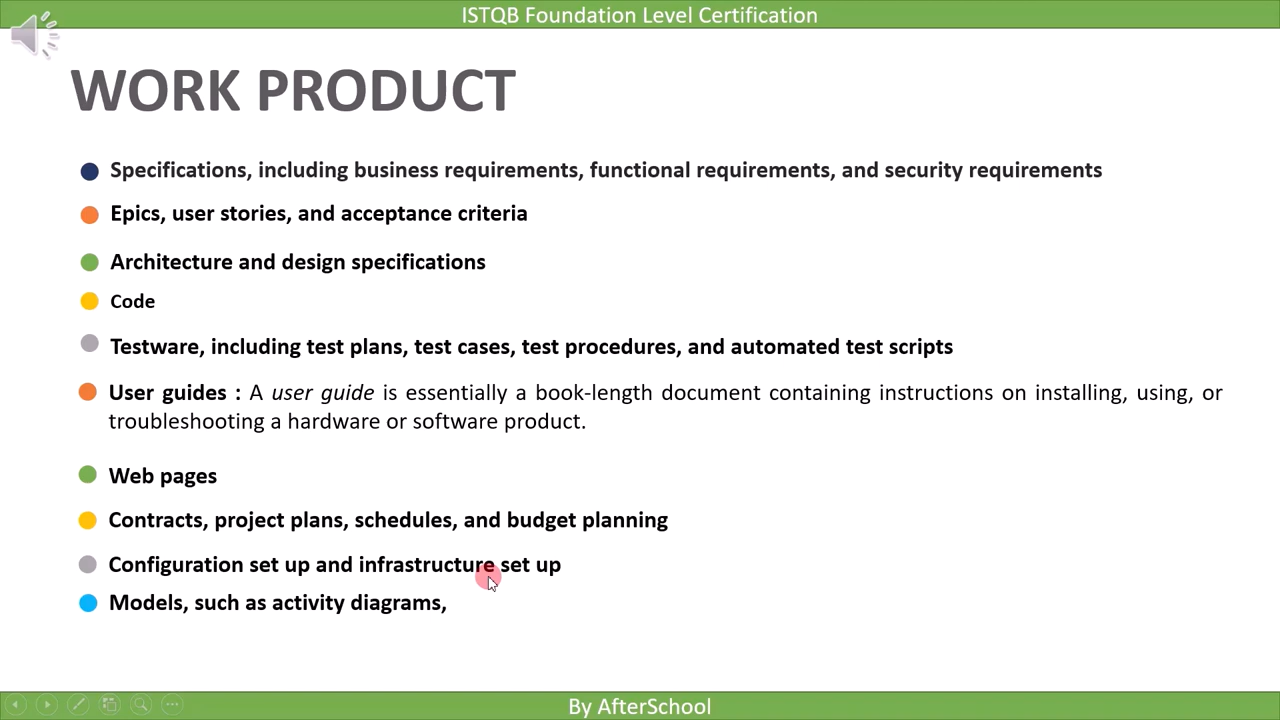 ISTQB Foundation Level Certification
WORK PRODUCT
Specifications, including business requirements, functional requirements, and security requirements
Epics, user stories, and acceptance criteria
Architecture and design specifications
Code
Testware, including test plans, test cases, test procedures, and automated test scripts
User guides : A user guide is essentially a book-length document containing instructions on installing, using, or
troubleshooting a hardware or software product.
Web pages
Contracts, project plans, schedules, and budget planning
Configuration set up and infrastructure set up
Models, such as activity diagrams,
By AfterSchool